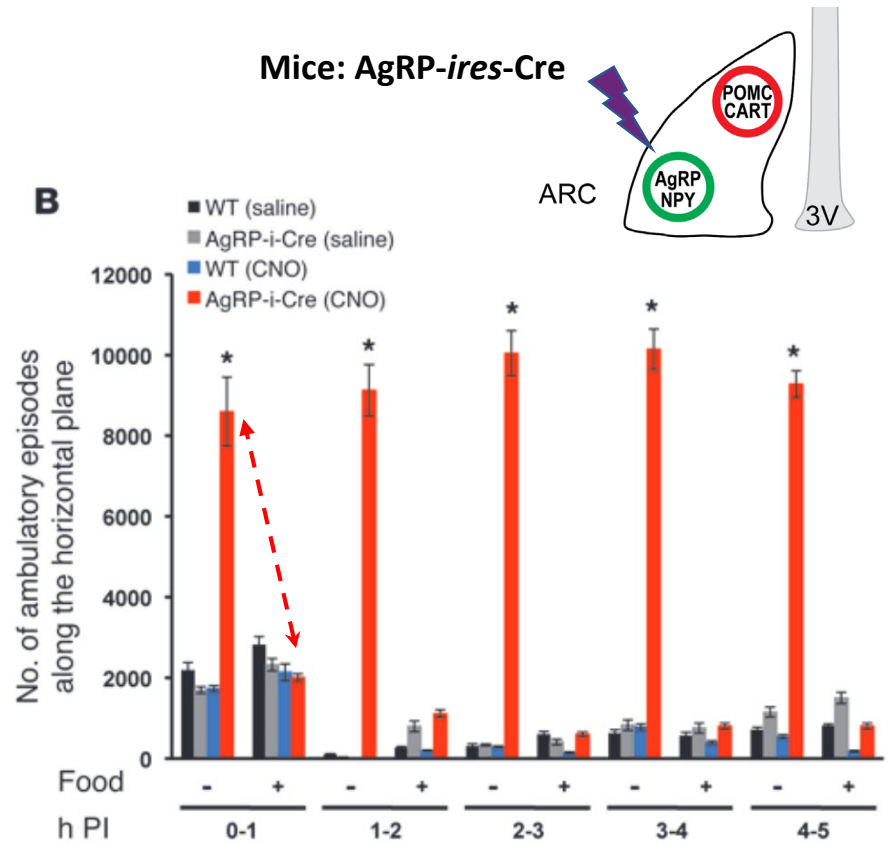 Mice: AgRP-ires-Cre
POMC
CART
AgRP
NPY
ARC
3V
B
WT (saline)
AgRP-i-Cre (saline)
WT (CNO)
AgRP-i-Cre (CNO)
No. of ambulatory episodes
along the horizontal plane
12000
10000
8000
6000
4000
2000
0
* * * * *
Food - + - + - + - + - +
h PI 0-1 1-2 2-3 3-4 4-5